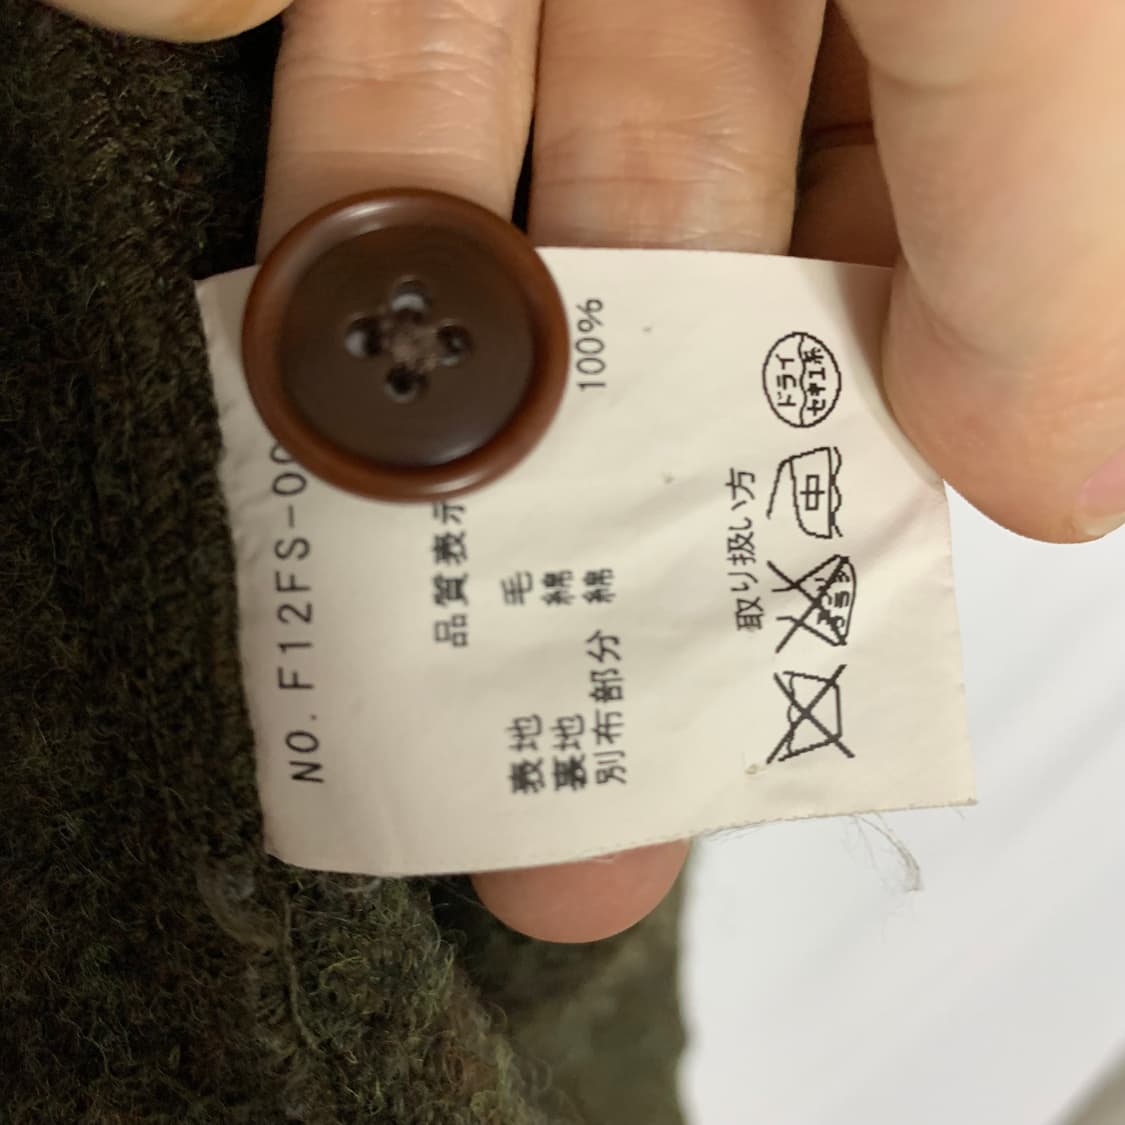 NO. F12FS-0
品質表示
表地 毛
裏地 綿
別布部分 綿 100%
取り扱い方
中
ドライ
セキユ系